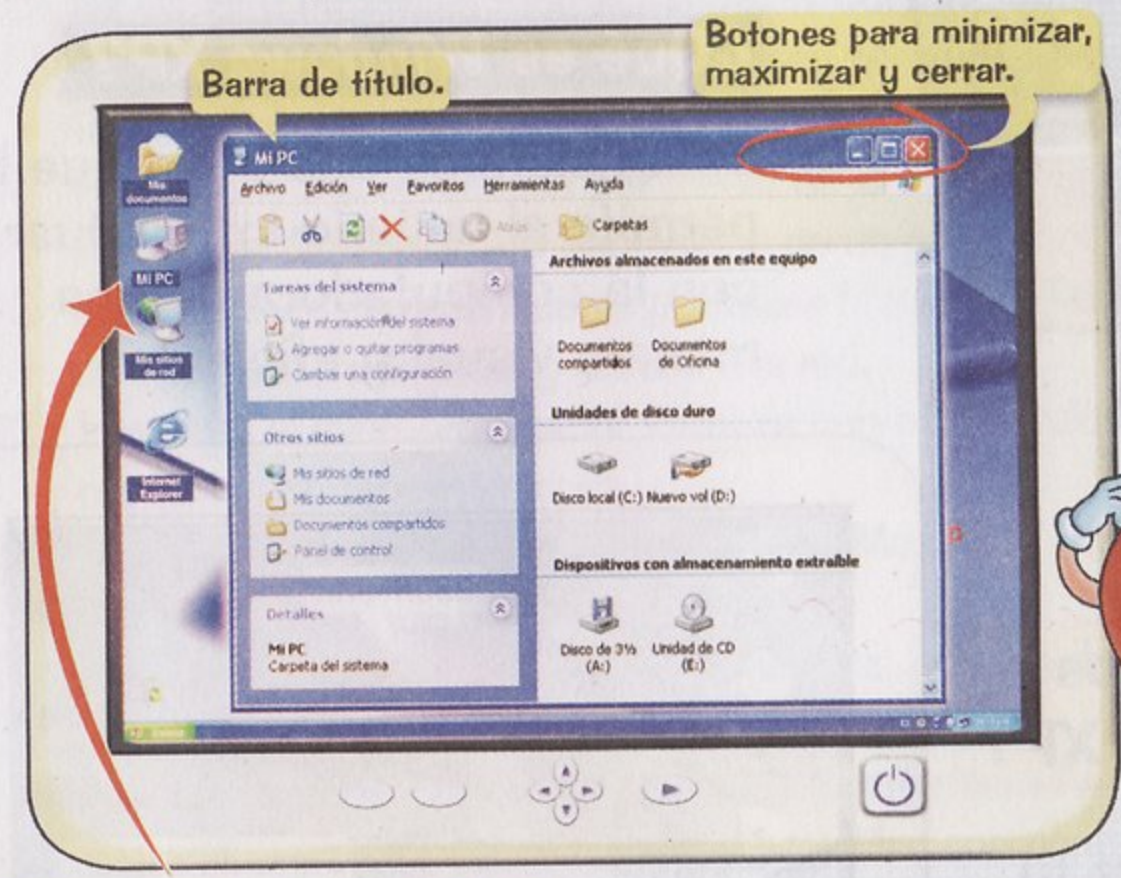 Botones para minimizar,
maximizar y cerrar.
Barra de título.
Mis
documentos
Mi PC
Mis sitios
de red
Internet
Explorer
Mi PC
Archivo Edición Ver Favoritos Herramientas Ayuda
Atrás Carpetas
Tareas del sistema
Ver información del sistema
Agregar o quitar programas
Cambiar una configuración
Otros sitios
Mis sitios de red
Mis documentos
Documentos compartidos
Panel de control
Detalles
Mi PC
Carpeta del sistema
Archivos almacenados en este equipo
Documentos
compartidos
Documentos
de Oficina
Unidades de disco duro
Disco local (C:) Nuevo vol (D:)
Dispositivos con almacenamiento extraíble
Disco de 3½
(A:)
Unidad de CD
(E:)